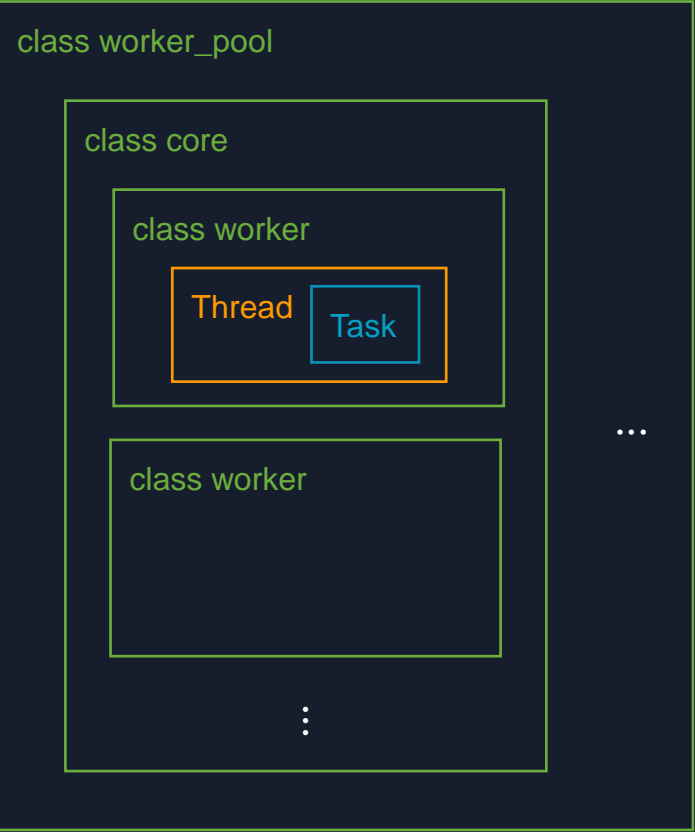 class worker_pool
class core
class worker
Thread
Task
...
class worker
⋮